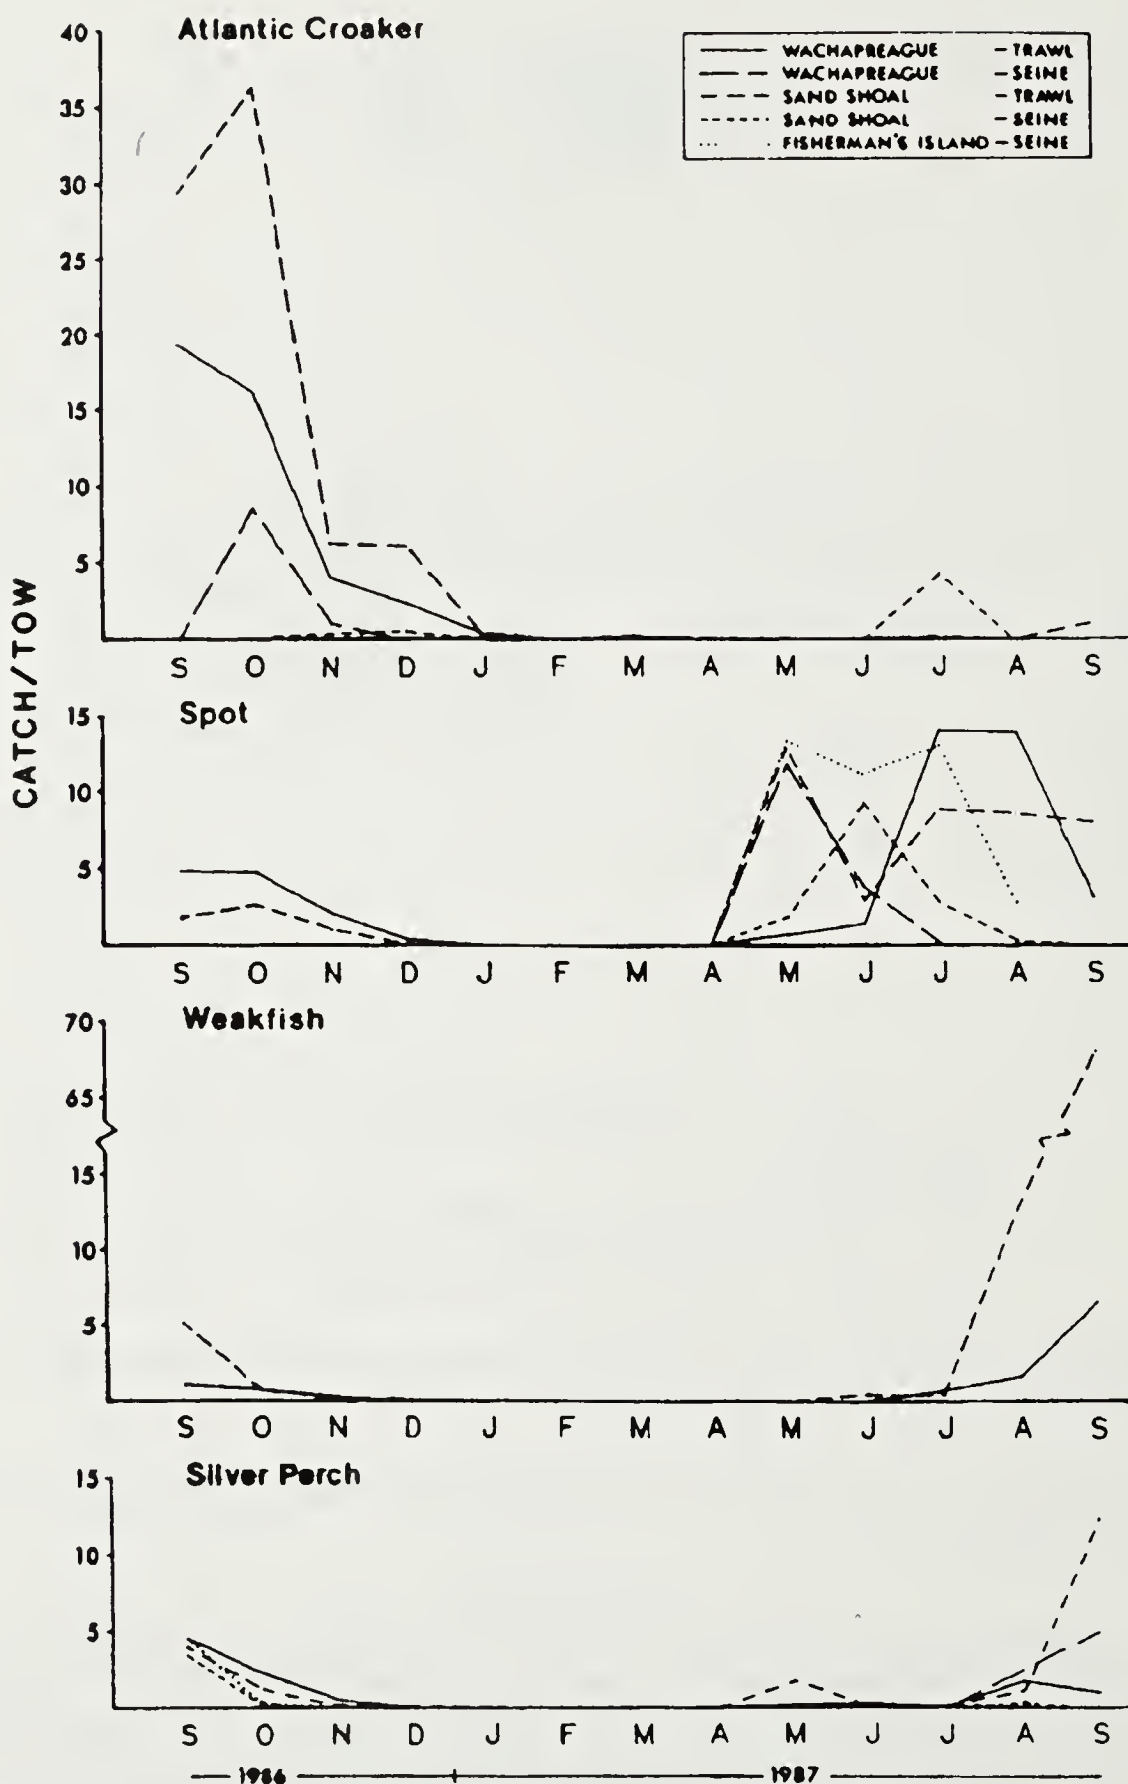 Atlantic Croaker
WACHAPREAGUE – TRAWL
WACHAPREAGUE – SEINE
SAND SHOAL – TRAWL
SAND SHOAL – SEINE
FISHERMAN'S ISLAND – SEINE
40
35
30
25
20
15
10
5
S O N D J F M A M J J A S
CATCH/TOW
Spot
15
10
5
S O N D J F M A M J J A S
Weakfish
70
65
15
10
5
S O N D J F M A M J J A S
Silver Perch
15
10
5
S O N D J F M A M J J A S
1986 1987